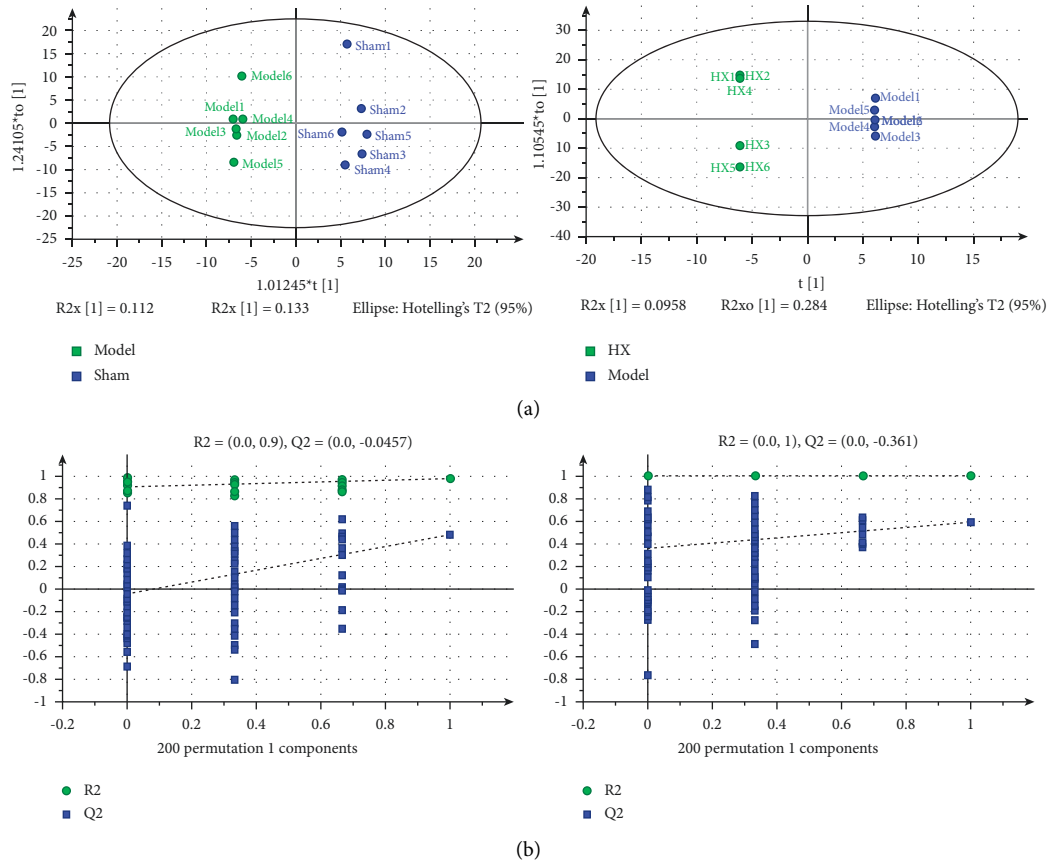 20
15
10
5
0
-5
-10
-15
-20
-25
1.24105*to [1]
Sham1
Model6
Model1
Model4
Model3
Model2
Model5
Sham2
Sham6
Sham5
Sham3
Sham4
-25 -20 -15 -10 -5 0 5 10 15 20
1.01245*t [1]
R2x [1] = 0.112 R2x [1] = 0.133 Ellipse: Hotelling's T2 (95%)
Model
Sham
30
20
10
0
10
-20
-30
-40
1.10545*to [1]
HX1 HX2
HX4
HX3
HX5 HX6
Model1
Model5
Model4
Model3
-20 -15 -10 -5 0 5 10 15
t [1]
R2x [1] = 0.0958 R2xo [1] = 0.284 Ellipse: Hotelling's T2 (95%)
HX
Model
(a)
R2 = (0.0, 0.9), Q2 = (0.0, -0.0457)
1
0.8
0.6
0.4
0.2
0
-0.2
-0.4
-0.6
-0.8
-1
-0.2 0 0.2 0.4 0.6 0.8 1
200 permutation 1 components
R2
Q2
R2 = (0.0, 1), Q2 = (0.0, -0.361)
1
0.8
0.6
0.4
0.2
0
-0.2
-0.4
-0.6
-0.8
-1
-0.2 0 0.2 0.4 0.6 0.8 1
200 permutation 1 components
R2
Q2
(b)